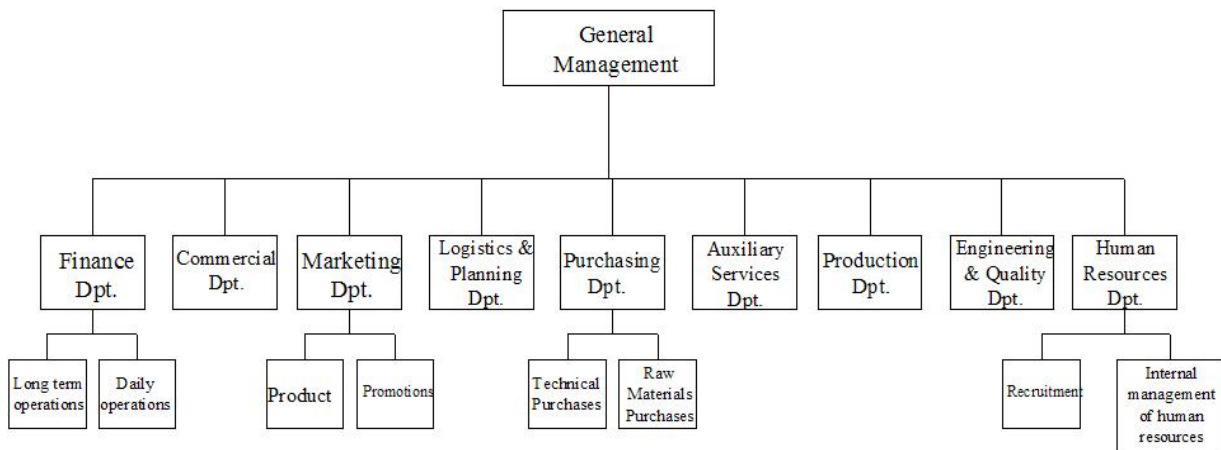 General
Management
Finance
Dpt.
Commercial
Dpt.
Marketing
Dpt.
Logistics &
Planning
Dpt.
Purchasing
Dpt.
Auxiliary
Services
Dpt.
Production
Dpt.
Engineering
& Quality
Dpt.
Human
Resources
Dpt.
Long term
operations
Daily
operations
Product
Promotions
Technical
Purchases
Raw
Materials
Purchases
Recruitment
Internal
management
of human
resources